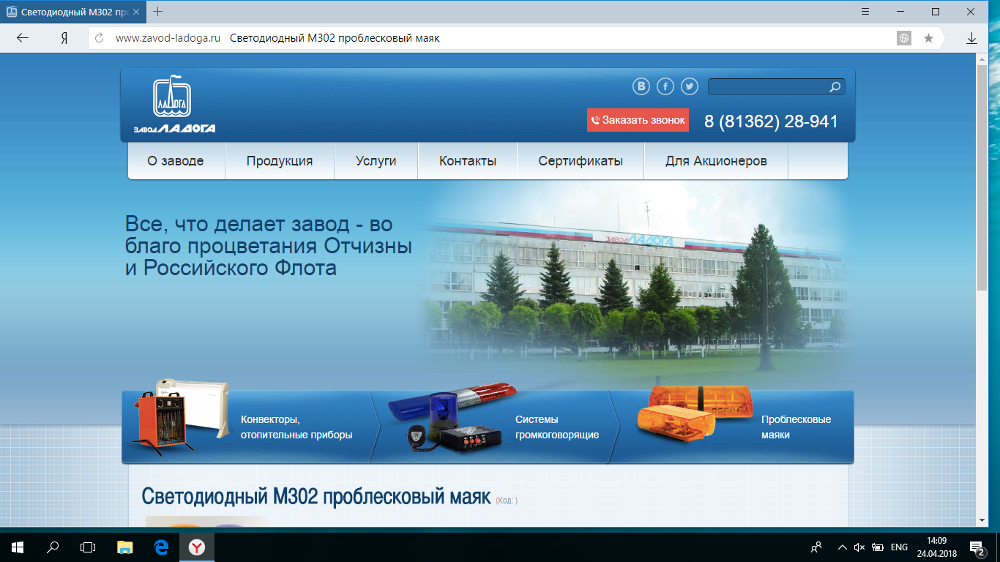 Светодиодный М302 про
Я
www.zavod-ladoga.ru Светодиодный М302 проблесковый маяк
ЛАДОГА
ЗАВОД ЛАДОГА
В f
Заказать звонок 8 (81362) 28-941
О заводе Продукция Услуги Контакты Сертификаты Для Акционеров
Все, что делает завод - во
благо процветания Отчизны
и Российского Флота
ЗАВОД ЛАДОГА
Конвекторы,
отопительные приборы
Системы
громкоговорящие
Проблесковые
маяки
Светодиодный М302 проблесковый маяк (Код: )
Y
ENG
14:09
24.04.2018
2